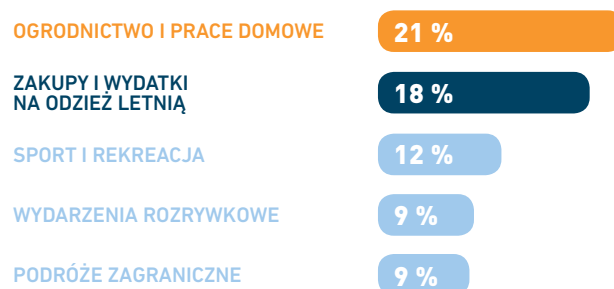 OGRODNICTWO I PRACE DOMOWE 21 %
ZAKUPY I WYDATKI
NA ODZIEŻ LETNIĄ 18 %
SPORT I REKREACJA 12 %
WYDARZENIA ROZRYWKOWE 9 %
PODRÓŻE ZAGRANICZNE 9 %